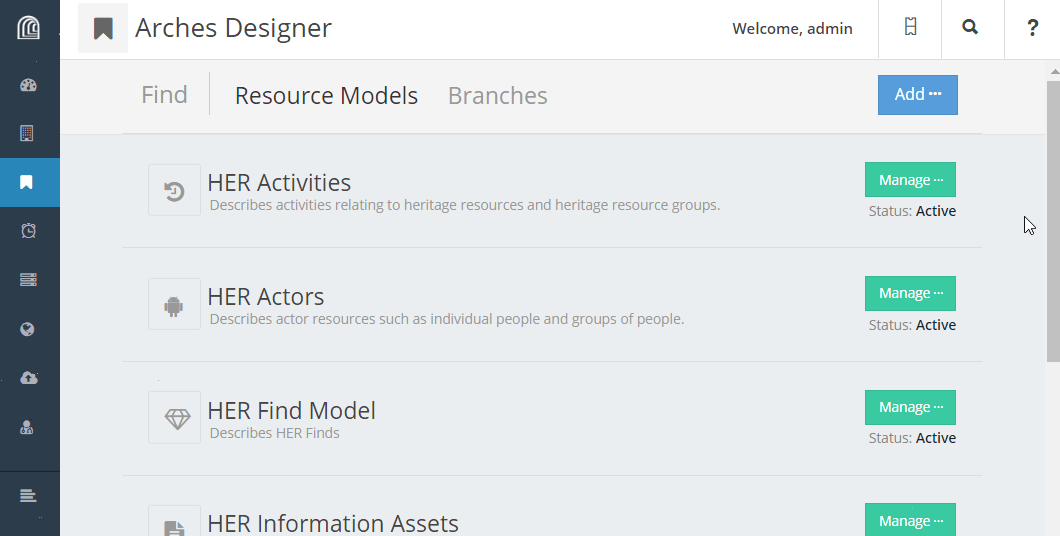 Arches Designer
Welcome, admin
?
Find
Resource Models
Branches
Add ···
HER Activities
Describes activities relating to heritage resources and heritage resource groups.
Manage ···
Status: Active
HER Actors
Describes actor resources such as individual people and groups of people.
Manage ···
Status: Active
HER Find Model
Describes HER Finds
Manage ···
Status: Active
HER Information Assets
Manage ···